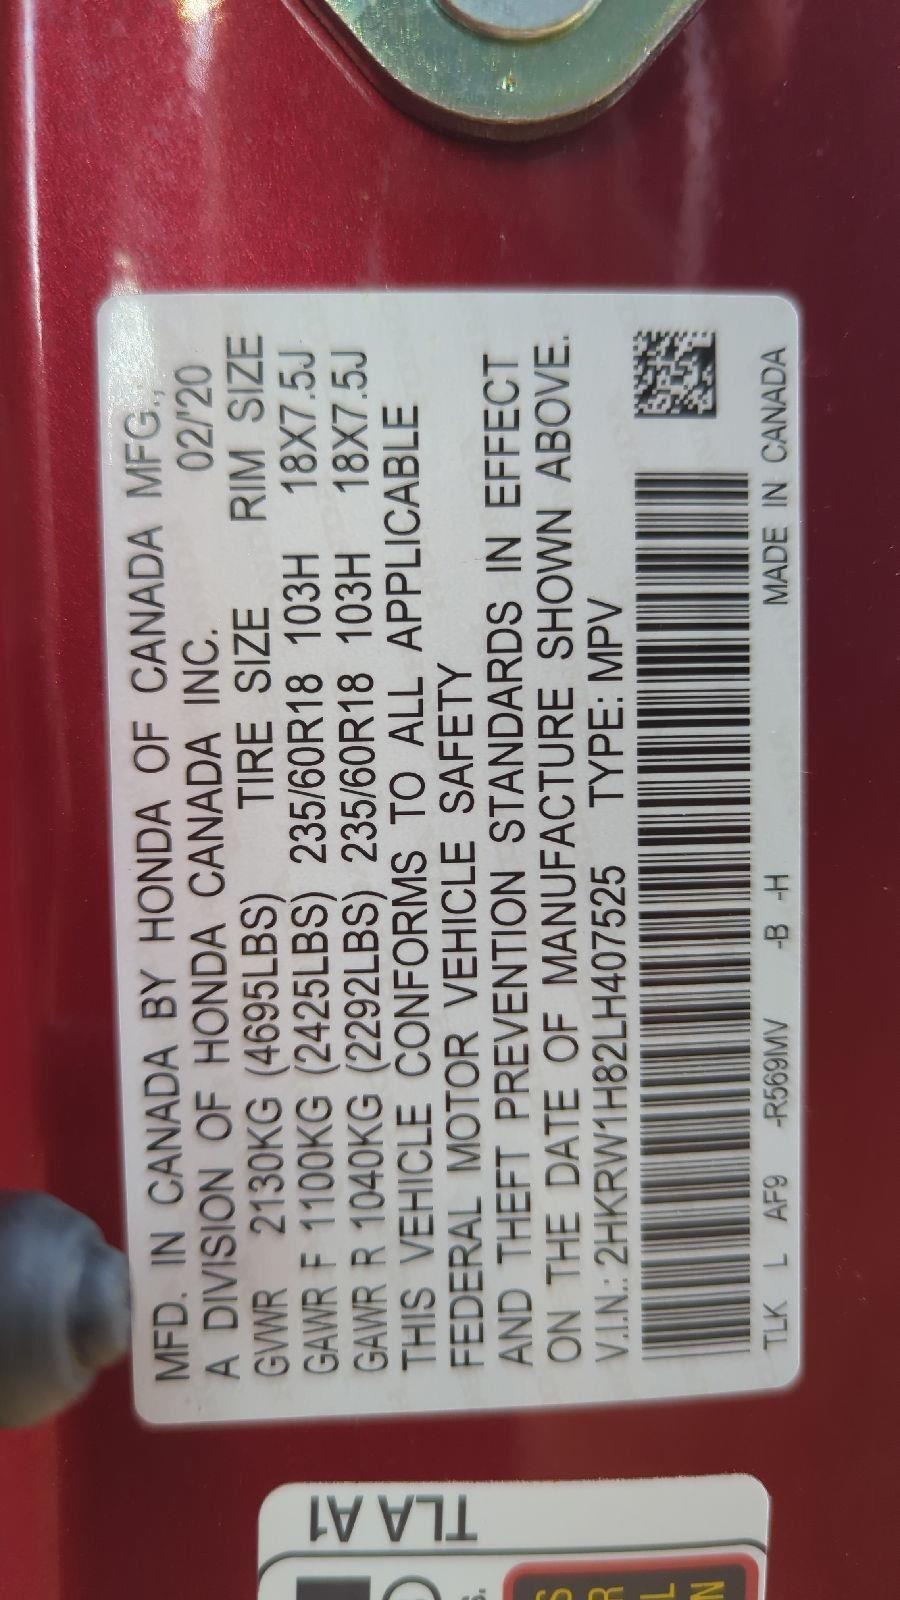 MFD. IN CANADA BY HONDA OF CANADA MFG.,
A DIVISION OF HONDA CANADA INC. 02/'20
TIRE SIZE RIM SIZE
GVWR 2130KG (4695LBS)
GAWR F 1100KG (2425LBS) 235/60R18 103H 18X7.5J
GAWR R 1040KG (2292LBS) 235/60R18 103H 18X7.5J
THIS VEHICLE CONFORMS TO ALL APPLICABLE
FEDERAL MOTOR VEHICLE SAFETY
AND THEFT PREVENTION STANDARDS IN EFFECT
ON THE DATE OF MANUFACTURE SHOWN ABOVE.
V.I.N.: 2HKRW1H82LH407525 TYPE: MPV
TLK L AF9 -R569MV -B -H MADE IN CANADA
TLA A1